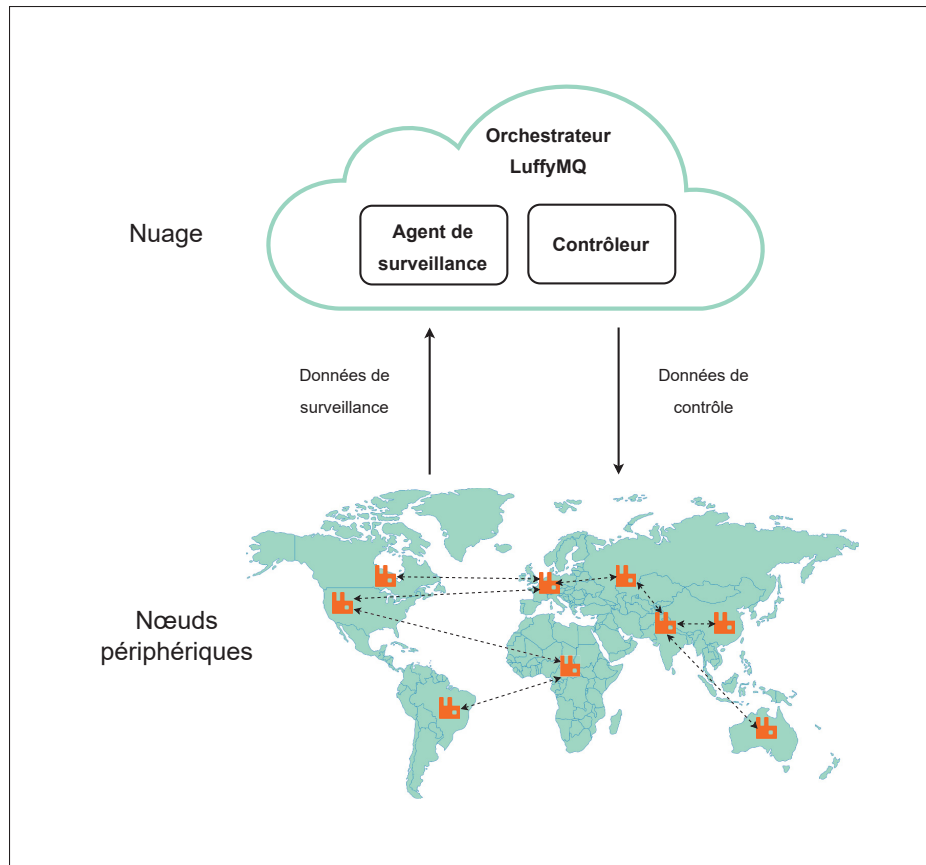 Orchestrateur
LuffyMQ
Nuage
Agent de
surveillance
Contrôleur
Données de
surveillance
Données de
contrôle
Nœuds
périphériques